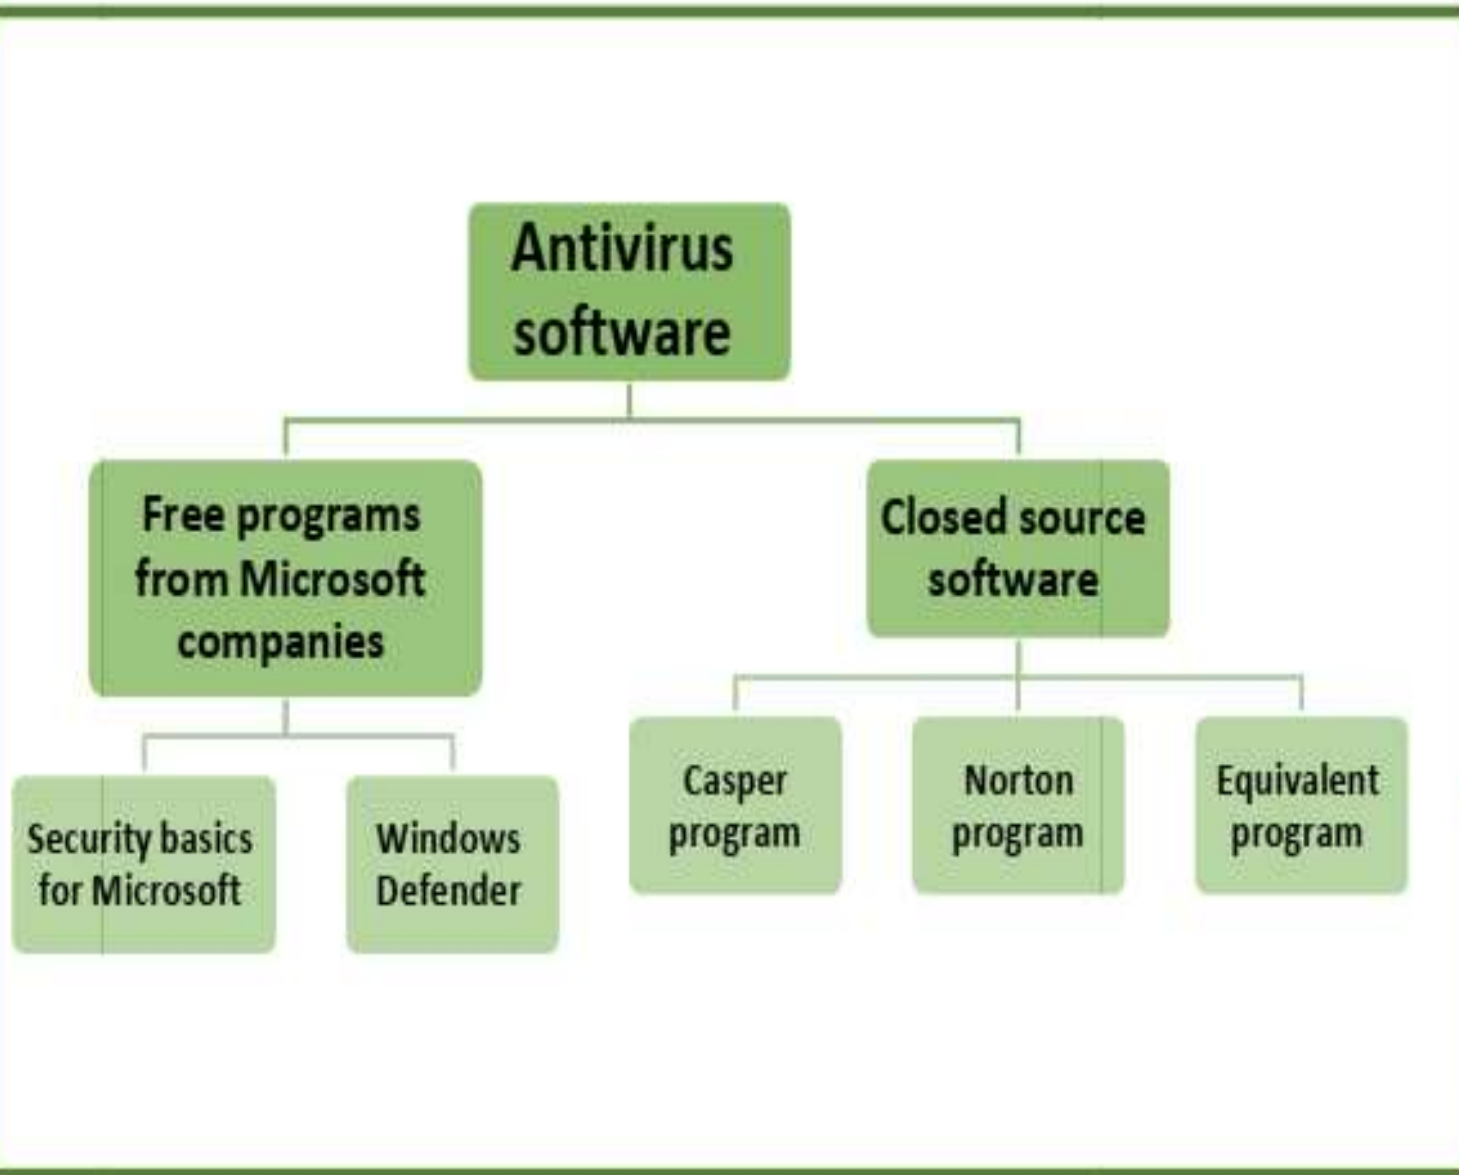 Antivirus
software
Free programs
from Microsoft
companies
Closed source
software
Security basics
for Microsoft
Windows
Defender
Casper
program
Norton
program
Equivalent
program